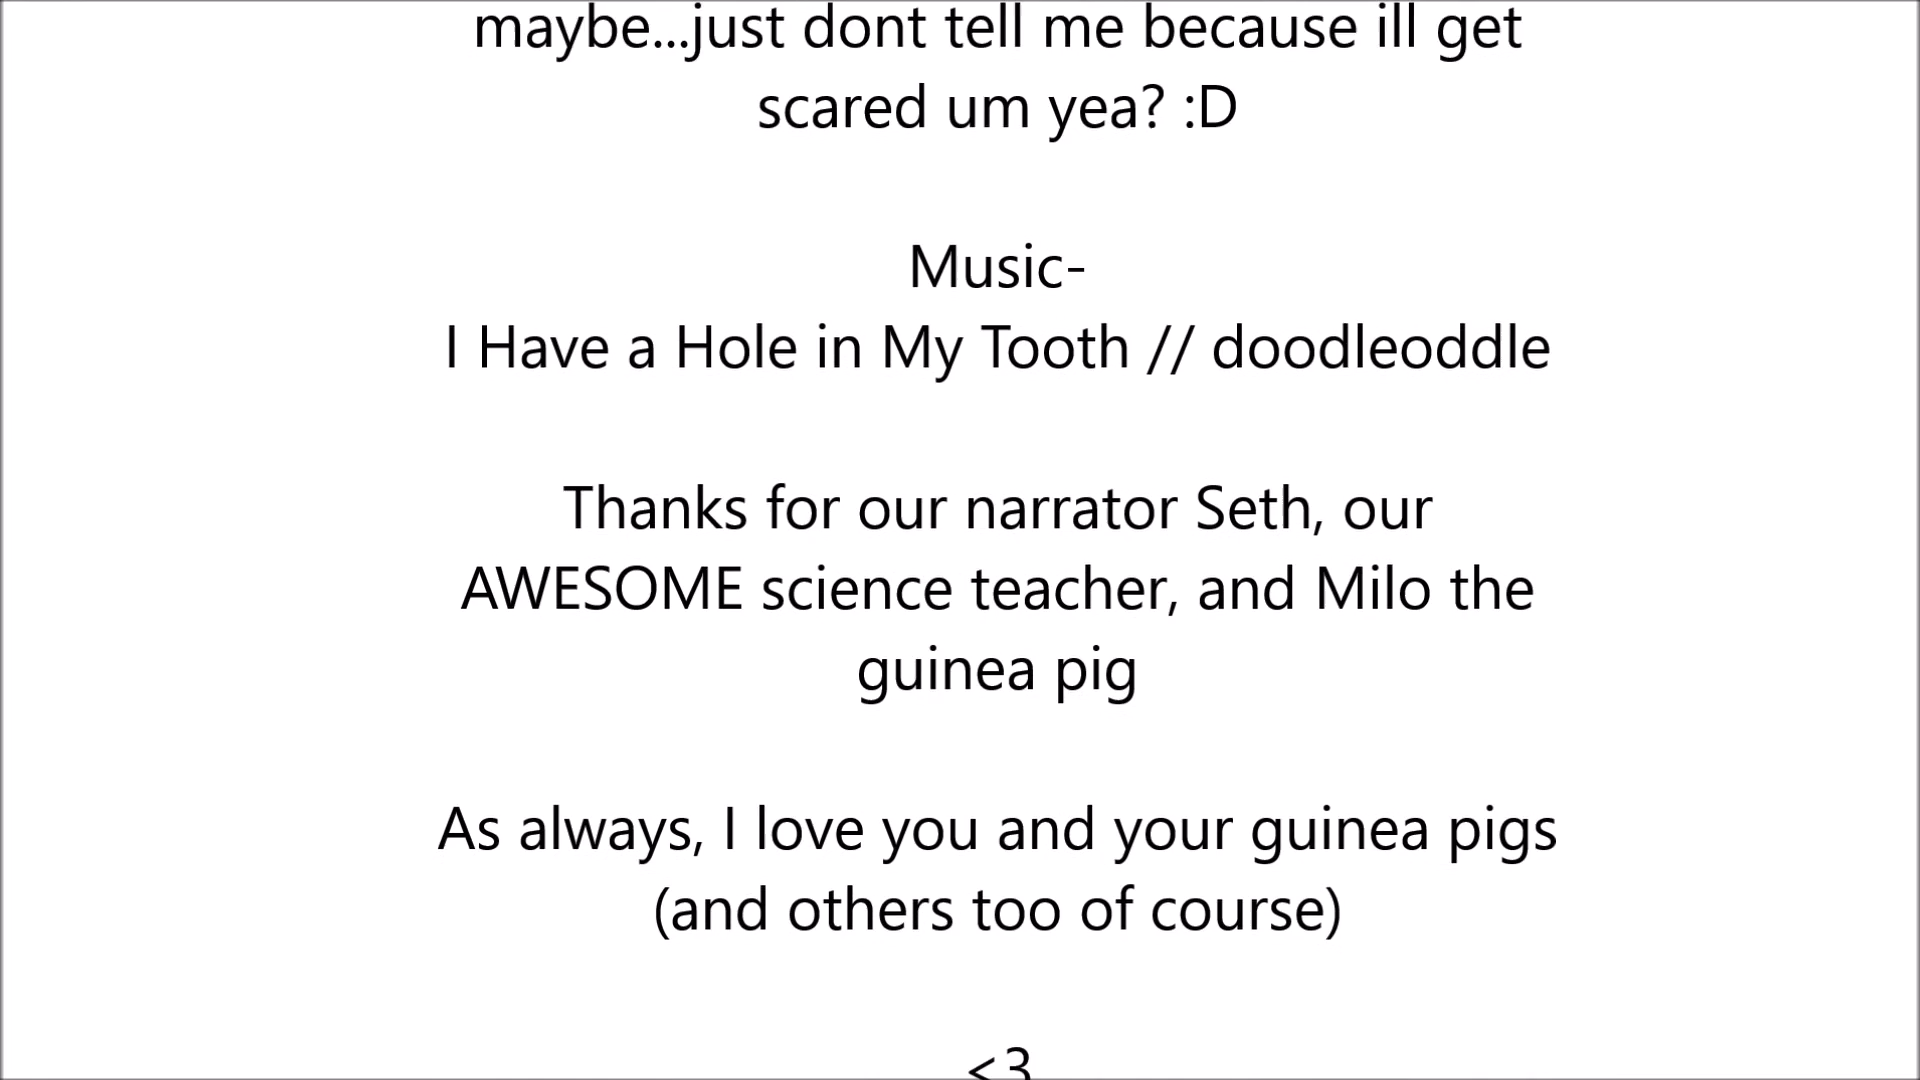 maybe...just dont tell me because ill get
scared um yea? :D
Music-
I Have a Hole in My Tooth // doodleoddle
Thanks for our narrator Seth, our
AWESOME science teacher, and Milo the
guinea pig
As always, I love you and your guinea pigs
(and others too of course)
<3